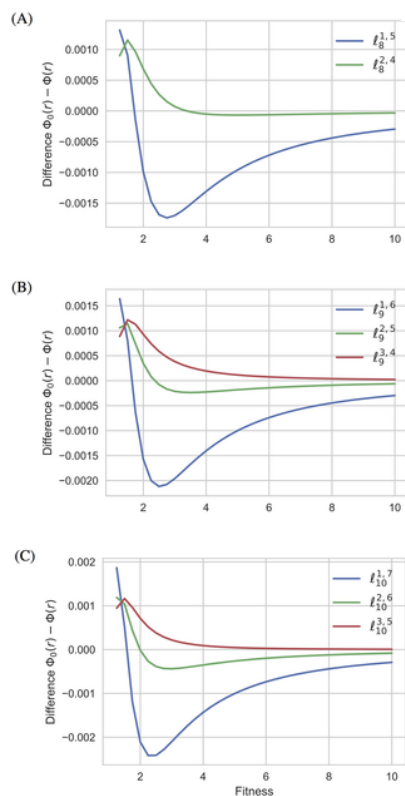 (A)
0.0010
0.0005
0.0000
−0.0005
−0.0010
−0.0015
Difference Φ₀(r) − Φ(r)
ℓ₈^{1,5}
ℓ₈^{2,4}
2 4 6 8 10
(B)
0.0015
0.0010
0.0005
0.0000
−0.0005
−0.0010
−0.0015
−0.0020
Difference Φ₀(r) − Φ(r)
ℓ₉^{1,6}
ℓ₉^{2,5}
ℓ₉^{3,4}
2 4 6 8 10
(C)
0.002
0.001
0.000
−0.001
−0.002
Difference Φ₀(r) − Φ(r)
ℓ₁₀^{1,7}
ℓ₁₀^{2,6}
ℓ₁₀^{3,5}
2 4 6 8 10
Fitness